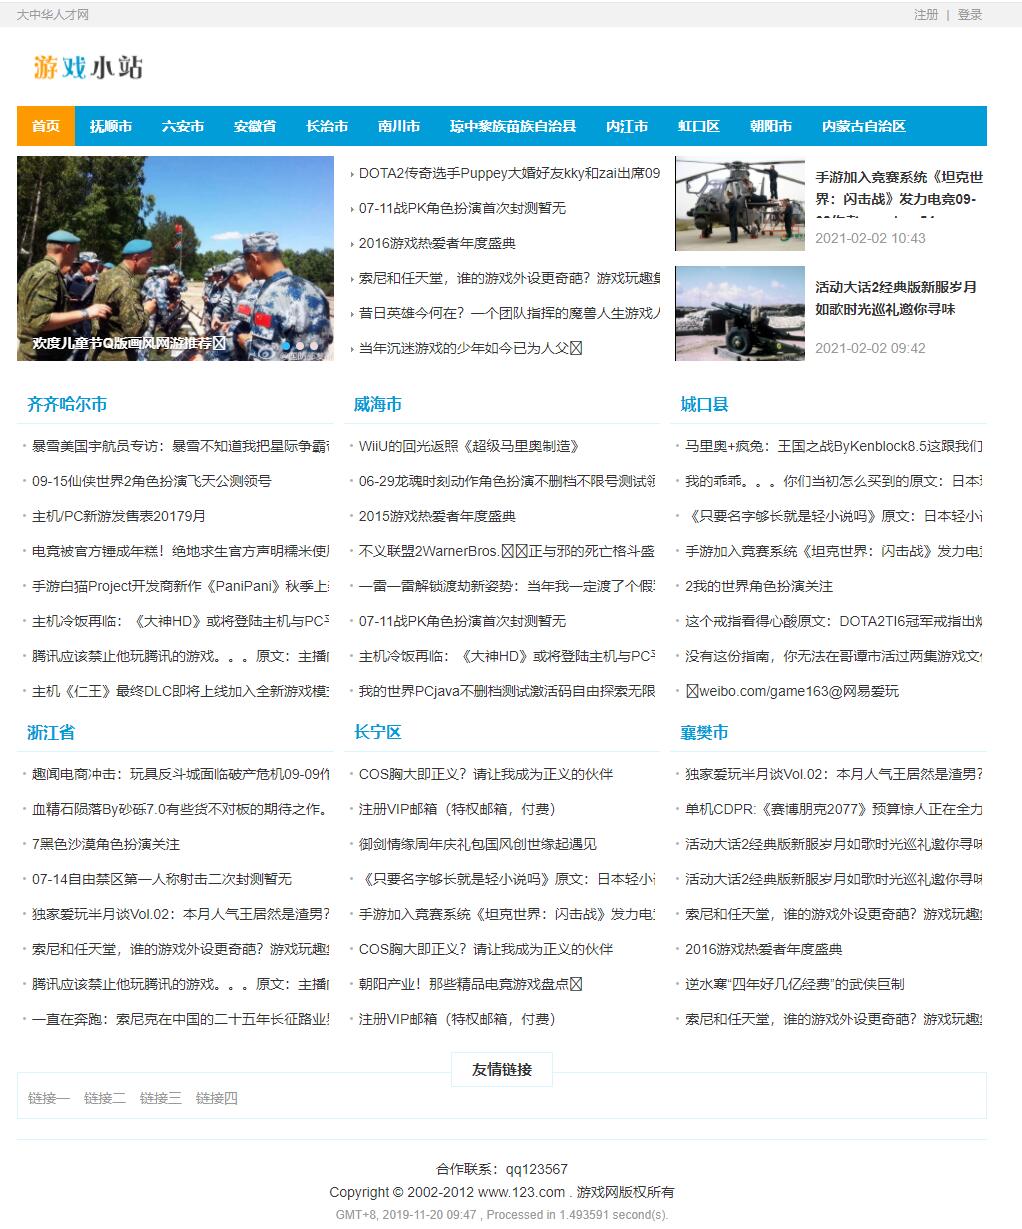 大中华人才网
注册 | 登录
游戏小站
首页 抚顺市 六安市 安徽省 长治市 南川市 琼中黎族苗族自治县 内江市 虹口区 朝阳市 内蒙古自治区
欢度儿童节Q版画风网游推荐
DOTA2传奇选手Puppey大婚好友kky和zai出席09
07-11战PK角色扮演首次封测暂无
2016游戏热爱者年度盛典
索尼和任天堂，谁的游戏外设更奇葩？游戏玩趣
昔日英雄今何在？一个团队指挥的魔兽人生游戏
当年沉迷游戏的少年如今已为人父
手游加入竞赛系统《坦克世
界：闪击战》发力电竞09-
2021-02-02 10:43
活动大话2经典版新服岁月
如歌时光巡礼邀你寻味
2021-02-02 09:42
齐齐哈尔市
暴雪美国宇航员专访：暴雪不知道我把星际争霸
09-15仙侠世界2角色扮演飞天公测领号
主机/PC新游发售表20179月
电竞被官方锤成年糕！绝地求生官方声明糯米使
手游白猫Project开发商新作《PaniPani》秋季上
主机冷饭再临：《大神HD》或将登陆主机与PC
腾讯应该禁止他玩腾讯的游戏。。。原文：主播
主机《仁王》最终DLC即将上线加入全新游戏模
威海市
WiiU的回光返照《超级马里奥制造》
06-29龙魂时刻动作角色扮演不删档不限号测试
2015游戏热爱者年度盛典
不义联盟2WarnerBros.正与邪的死亡格斗盛
一雷一雷解锁渡劫新姿势：当年我一定渡了个假
07-11战PK角色扮演首次封测暂无
主机冷饭再临：《大神HD》或将登陆主机与PC
我的世界PCjava不删档测试激活码自由探索无限
城口县
马里奥+疯兔：王国之战ByKenblock8.5这跟我们
我的乖乖。。。你们当初怎么买到的原文：日本
《只要名字够长就是轻小说吗》原文：日本轻小
手游加入竞赛系统《坦克世界：闪击战》发力电
2我的世界角色扮演关注
这个戒指看得心酸原文：DOTA2TI6冠军戒指出
没有这份指南，你无法在哥谭市活过两集游戏文
weibo.com/game163@网易爱玩
浙江省
趣闻电商冲击：玩具反斗城面临破产危机09-09作
血精石陨落By砂砾7.0有些货不对板的期待之作。
7黑色沙漠角色扮演关注
07-14自由禁区第一人称射击二次封测暂无
独家爱玩半月谈Vol.02：本月人气王居然是渣男？
索尼和任天堂，谁的游戏外设更奇葩？游戏玩趣
腾讯应该禁止他玩腾讯的游戏。。。原文：主播
一直在奔跑：索尼克在中国的二十五年长征路业
长宁区
COS胸大即正义？请让我成为正义的伙伴
注册VIP邮箱（特权邮箱，付费）
御剑情缘周年庆礼包国风创世缘起遇见
《只要名字够长就是轻小说吗》原文：日本轻小
手游加入竞赛系统《坦克世界：闪击战》发力电
COS胸大即正义？请让我成为正义的伙伴
朝阳产业！那些精品电竞游戏盘点
注册VIP邮箱（特权邮箱，付费）
襄樊市
独家爱玩半月谈Vol.02：本月人气王居然是渣男？
单机CDPR:《赛博朋克2077》预算惊人正在全力
活动大话2经典版新服岁月如歌时光巡礼邀你寻味
活动大话2经典版新服岁月如歌时光巡礼邀你寻味
索尼和任天堂，谁的游戏外设更奇葩？游戏玩趣
2016游戏热爱者年度盛典
逆水寒“四年好几亿经费”的武侠巨制
索尼和任天堂，谁的游戏外设更奇葩？游戏玩趣
友情链接
链接一 链接二 链接三 链接四
合作联系：qq123567
Copyright © 2002-2012 www.123.com . 游戏网版权所有
GMT+8, 2019-11-20 09:47 , Processed in 1.493591 second(s).